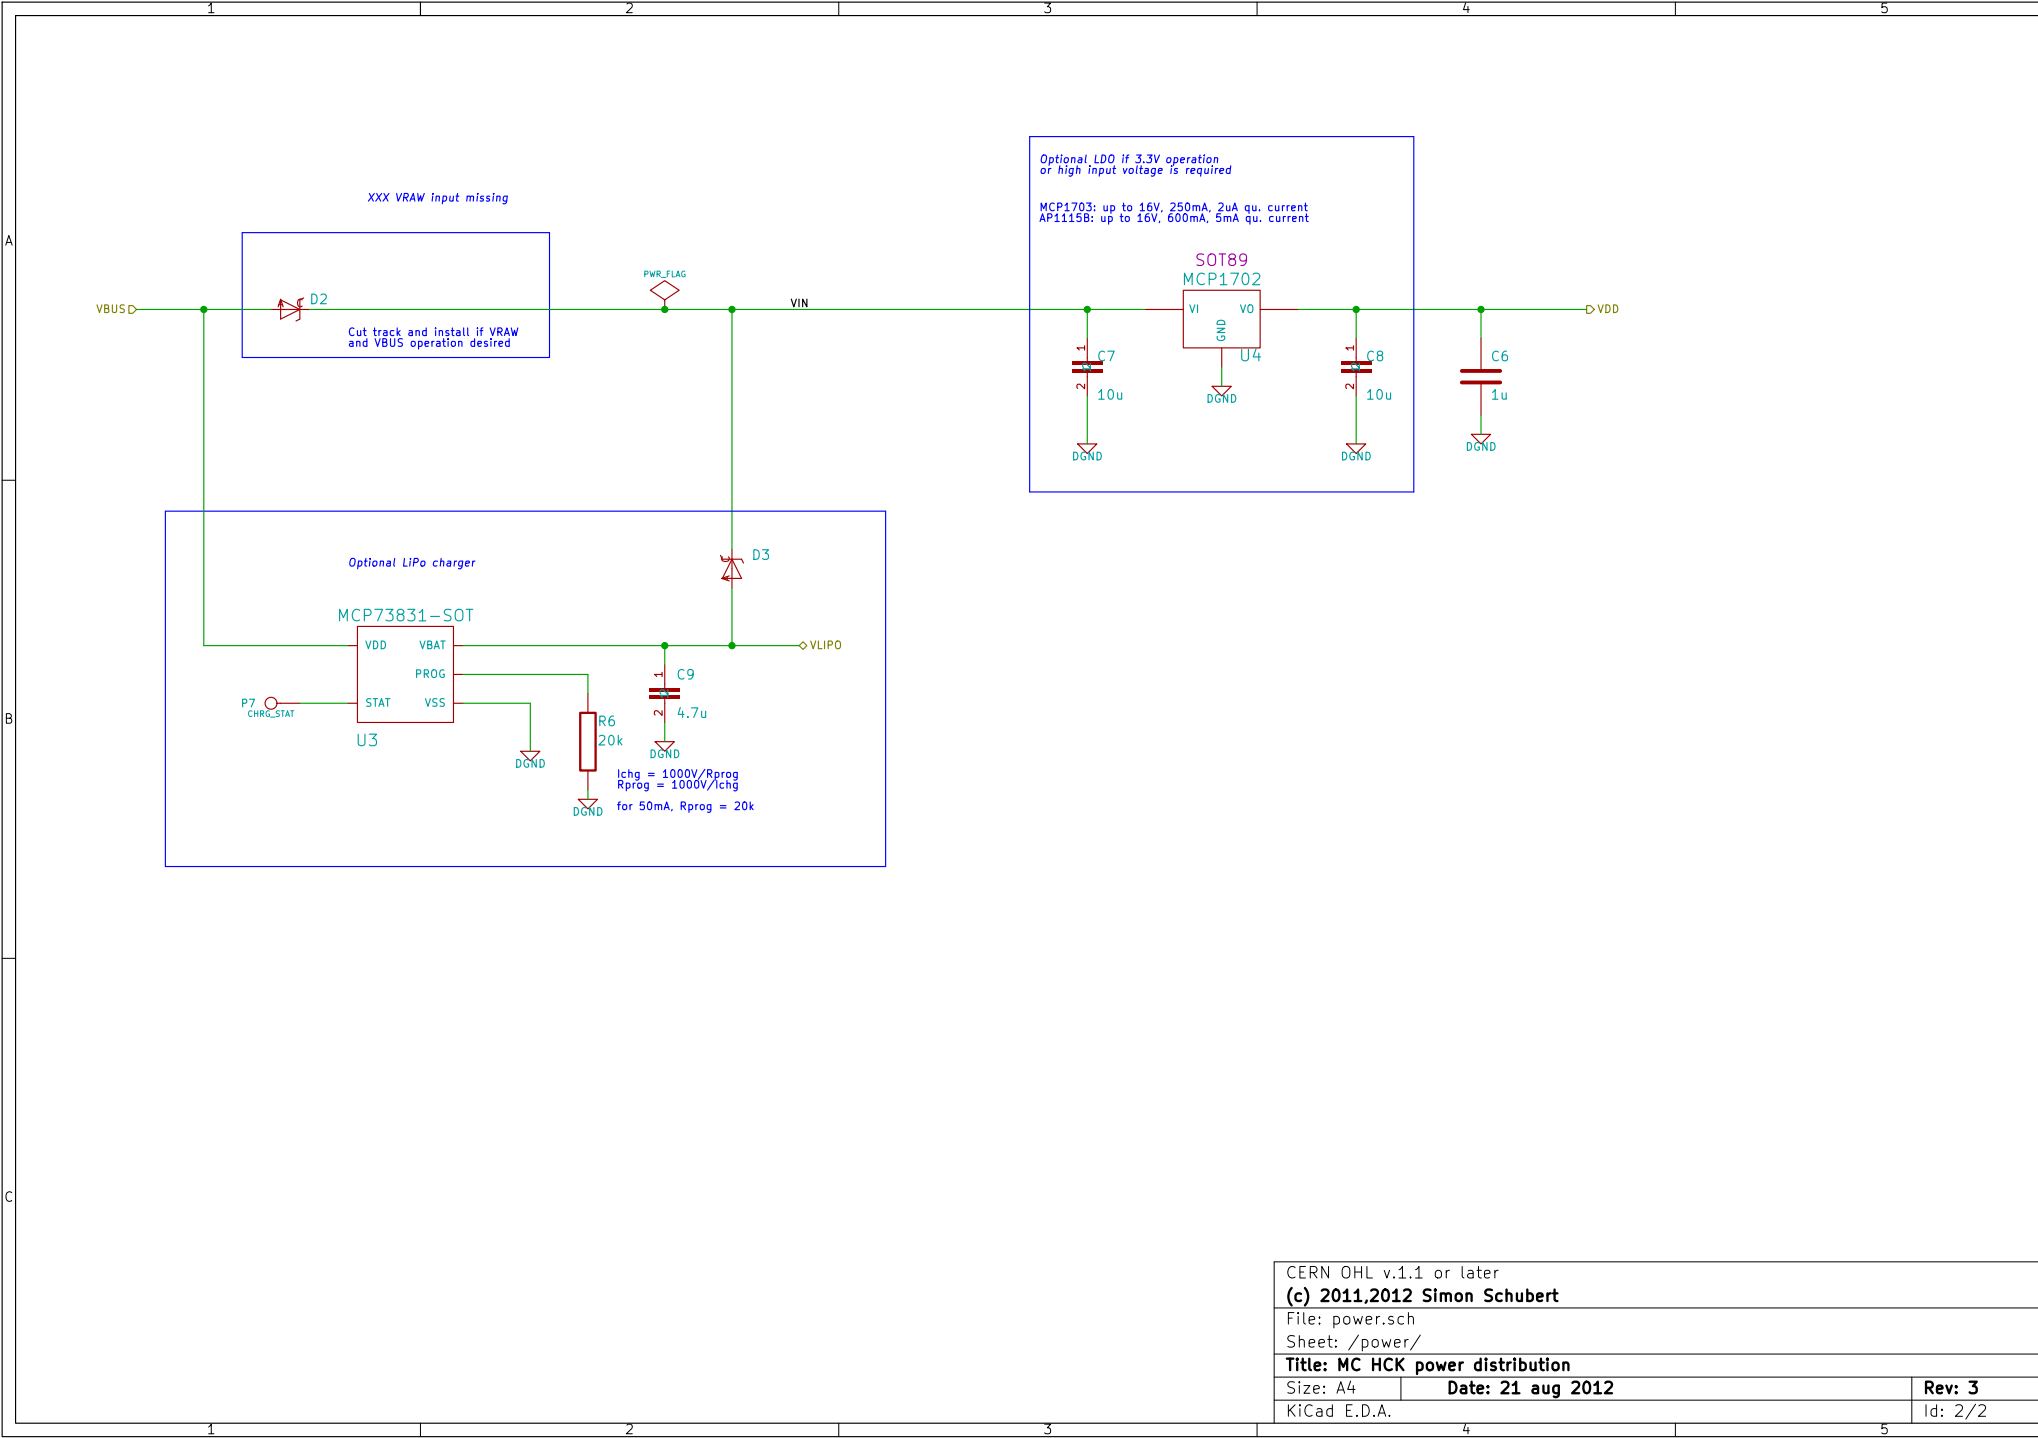 1 2 3 4 5
A
B
C
XXX VRAW input missing
VBUS
D2
Cut track and install if VRAW
and VBUS operation desired
PWR_FLAG
VIN
Optional LDO if 3.3V operation
or high input voltage is required
MCP1703: up to 16V, 250mA, 2uA qu. current
AP1115B: up to 16V, 600mA, 5mA qu. current
SOT89
MCP1702
VI
VO
GND
U4
DGND
1
C7
2
10u
DGND
1
C8
2
10u
DGND
C6
1u
DGND
VDD
Optional LiPo charger
D3
MCP73831-SOT
VDD
VBAT
PROG
STAT
VSS
U3
P7
CHRG_STAT
DGND
R6
20k
DGND
1
C9
2
4.7u
DGND
VLIPO
Ichg = 1000V/Rprog
Rprog = 1000V/Ichg
for 50mA, Rprog = 20k
CERN OHL v.1.1 or later
(c) 2011,2012 Simon Schubert
File: power.sch
Sheet: /power/
Title: MC HCK power distribution
Size: A4
Date: 21 aug 2012
Rev: 3
KiCad E.D.A.
Id: 2/2
1 2 3 4 5